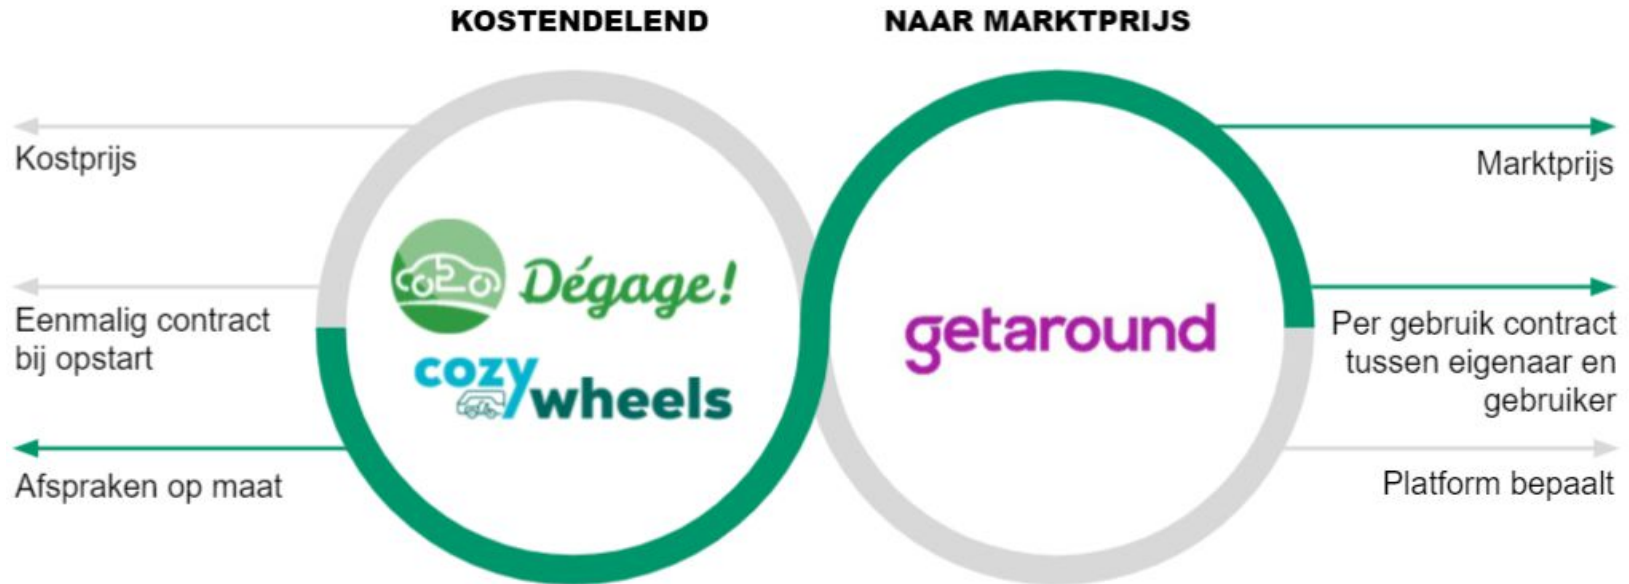 KOSTENDELEND
NAAR MARKTPRIJS
Kostprijs
Eenmalig contract
bij opstart
Afspraken op maat
Dégage!
cozy
wheels
getaround
Marktprijs
Per gebruik contract
tussen eigenaar en
gebruiker
Platform bepaalt